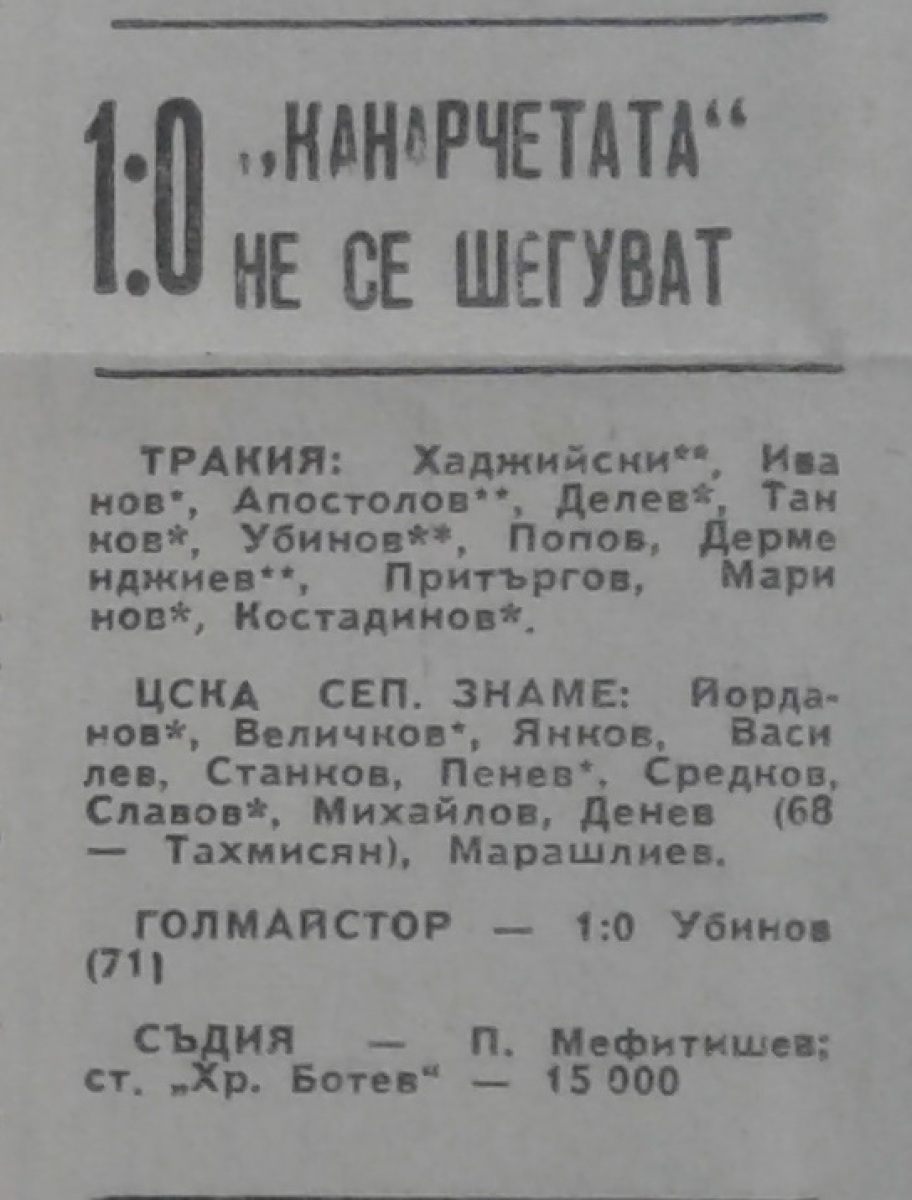 1:0 „КАНАРЧЕТАТА“
НЕ СЕ ШЕГУВАТ
ТРАКИЯ: Хаджийски**, Ива
нов*, Апостолов**, Делев*, Тан
ков*, Убинов**, Попов, Дерме
нджиев**, Притъргов, Мари
нов*, Костадинов*.
ЦСКА СЕП. ЗНАМЕ: Йорда-
нов*, Величков*, Янков, Васи
лев, Станков, Пенев*, Средков,
Славов*, Михайлов, Денев (68
— Тахмисян), Марашлиев.
ГОЛМАЙСТОР — 1:0 Убинов
(71)
СЪДИЯ — П. Мефитишев;
ст. „Хр. Ботев“ — 15 000